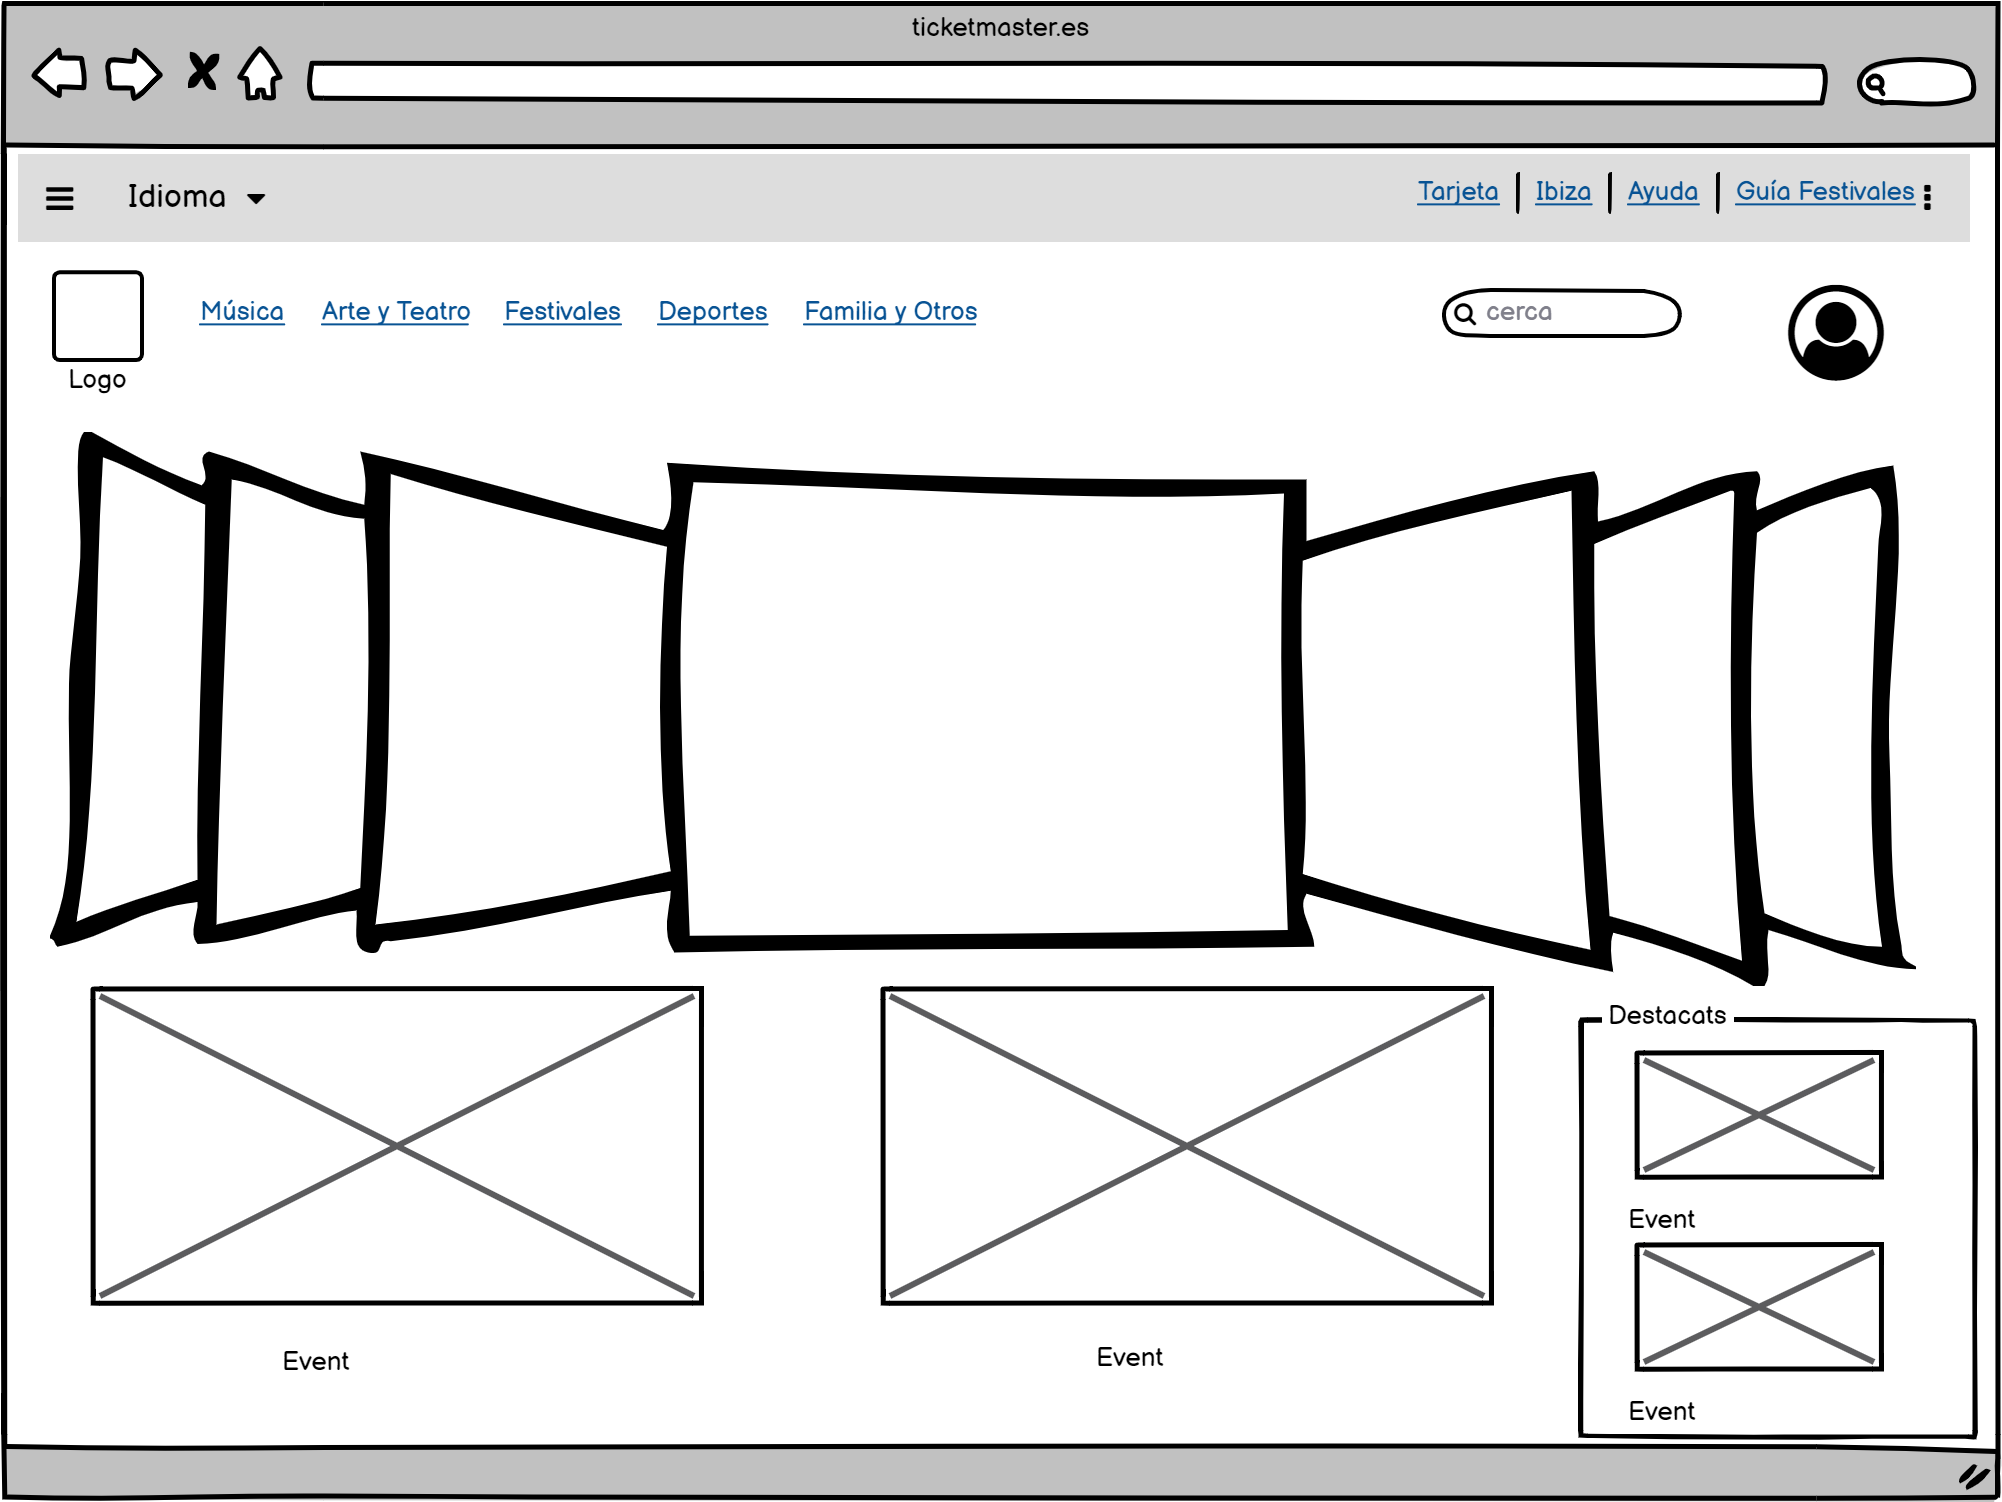 ticketmaster.es
Idioma
Tarjeta | Ibiza | Ayuda | Guía Festivales
Música Arte y Teatro Festivales Deportes Familia y Otros
cerca
Logo
Destacats
Event
Event
Event
Event